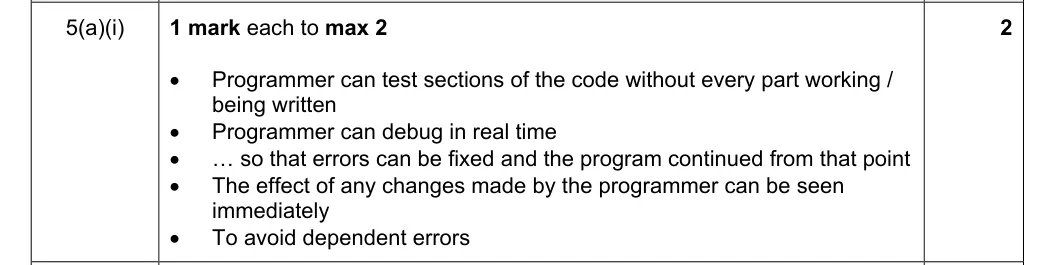 5(a)(i) 1 mark each to max 2 2
• Programmer can test sections of the code without every part working /
being written
• Programmer can debug in real time
• … so that errors can be fixed and the program continued from that point
• The effect of any changes made by the programmer can be seen
immediately
• To avoid dependent errors